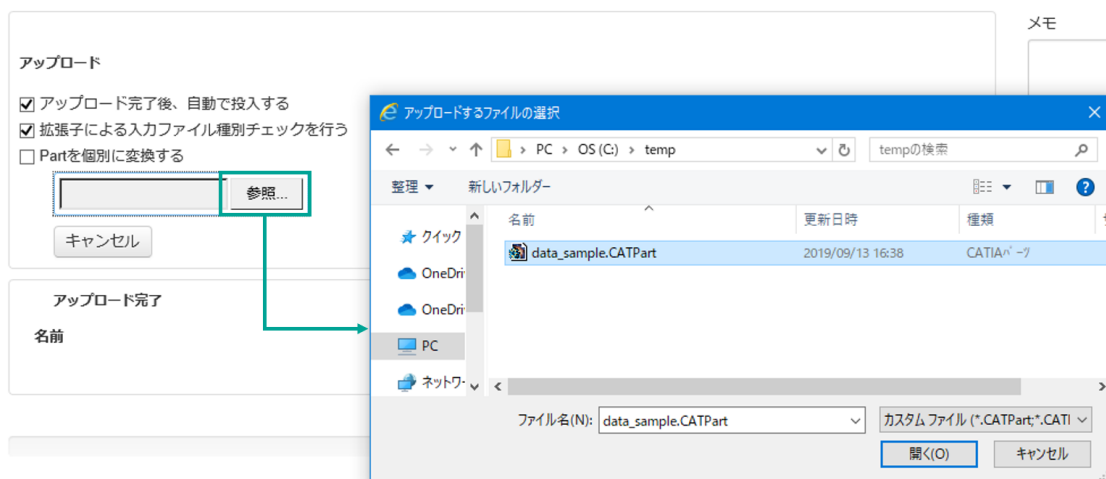 メモ
アップロード
アップロード完了後、自動で投入する
拡張子による入力ファイル種別チェックを行う
Partを個別に変換する
参照...
キャンセル
アップロード完了
名前
アップロードするファイルの選択
PC > OS (C:) > temp
tempの検索
整理
新しいフォルダー
名前
更新日時
種類
クイック
OneDri
OneDri
PC
ネットワー
data_sample.CATPart
2019/09/13 16:38
CATIAパーツ
ファイル名(N):
data_sample.CATPart
カスタム ファイル (*.CATPart;*.CATI
開く(O)
キャンセル